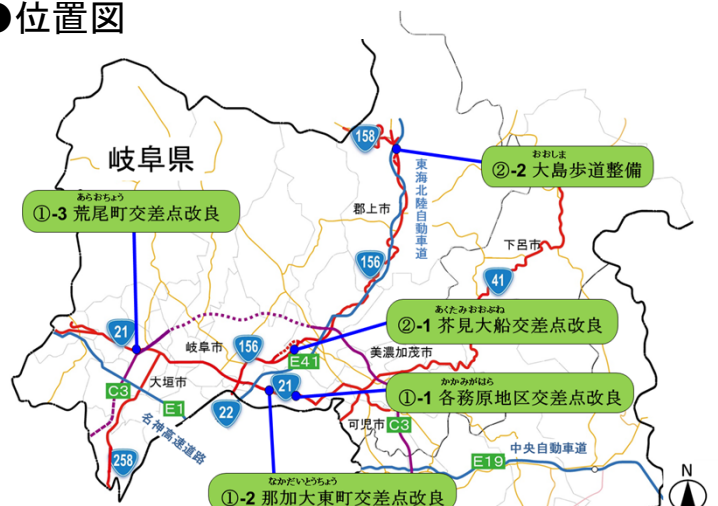 ●位置図
158
岐阜県
おおしま
②-2 大島歩道整備
東海北陸自動車道
あらおちょう
①-3 荒尾町交差点改良
郡上市
下呂市
156
41
あくたみおおぶね
②-1 芥見大船交差点改良
21
岐阜市
156
美濃加茂市
E41
かかみがはら
①-1 各務原地区交差点改良
大垣市
21
C3
E1
22
可児市
C3
名神高速道路
中央自動車道
258
E19
N
なかだいとうちょう
①-2 那加大東町交差点改良